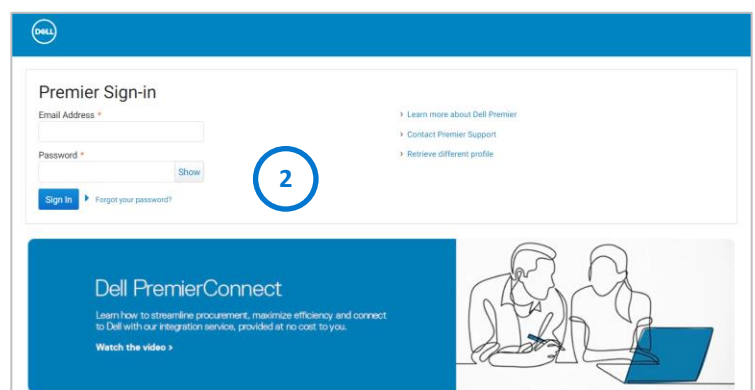 DELL
Premier Sign-in
Email Address *
› Learn more about Dell Premier
› Contact Premier Support
Password *
› Retrieve different profile
Show
2
Sign In
Forgot your password?
Dell PremierConnect
Learn how to streamline procurement, maximize efficiency and connect
to Dell with our integration service, provided at no cost to you.
Watch the video >